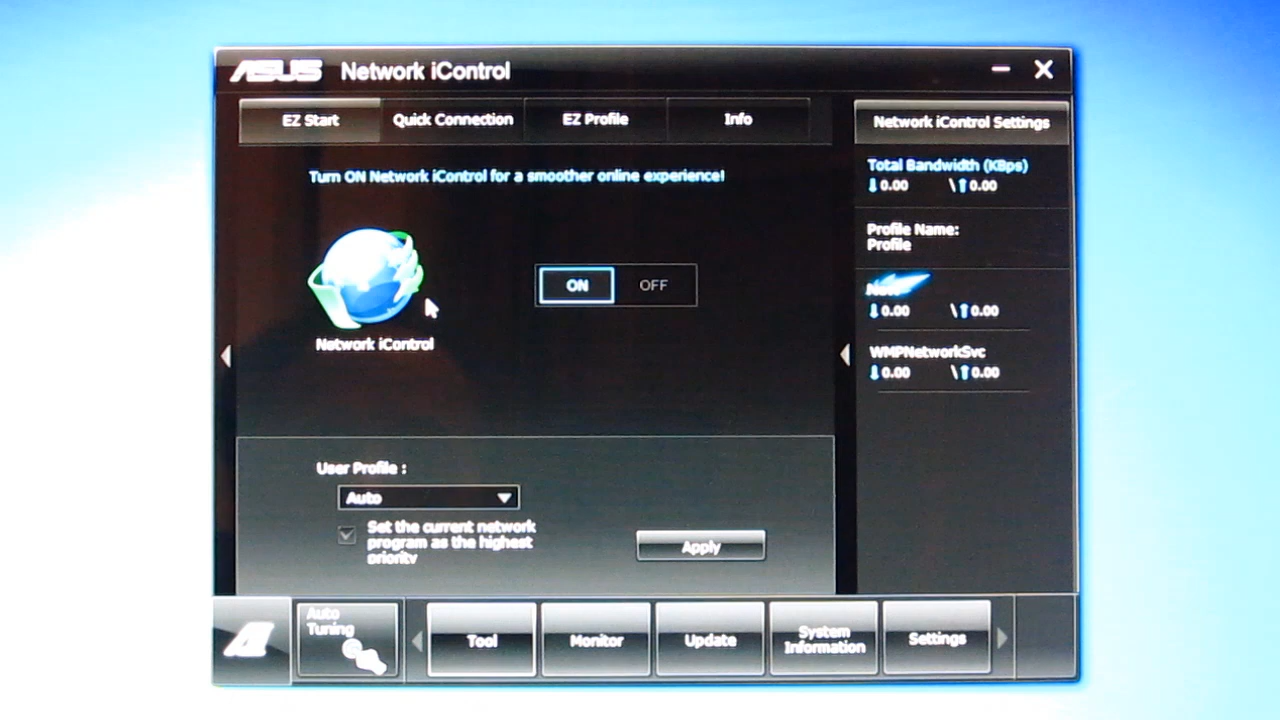 ASUS Network iControl
EZ Start
Quick Connection
EZ Profile
Info
Network iControl Settings
Turn ON Network iControl for a smoother online experience!
Total Bandwidth (KBps)
0.00 \ 0.00
Profile Name:
Profile
ON
OFF
0.00 \ 0.00
Network iControl
WMPNetworkSvc
0.00 \ 0.00
User Profile :
Auto
Set the current network
program as the highest
priority
Apply
Auto
Tuning
Tool
Monitor
Update
System
Information
Settings